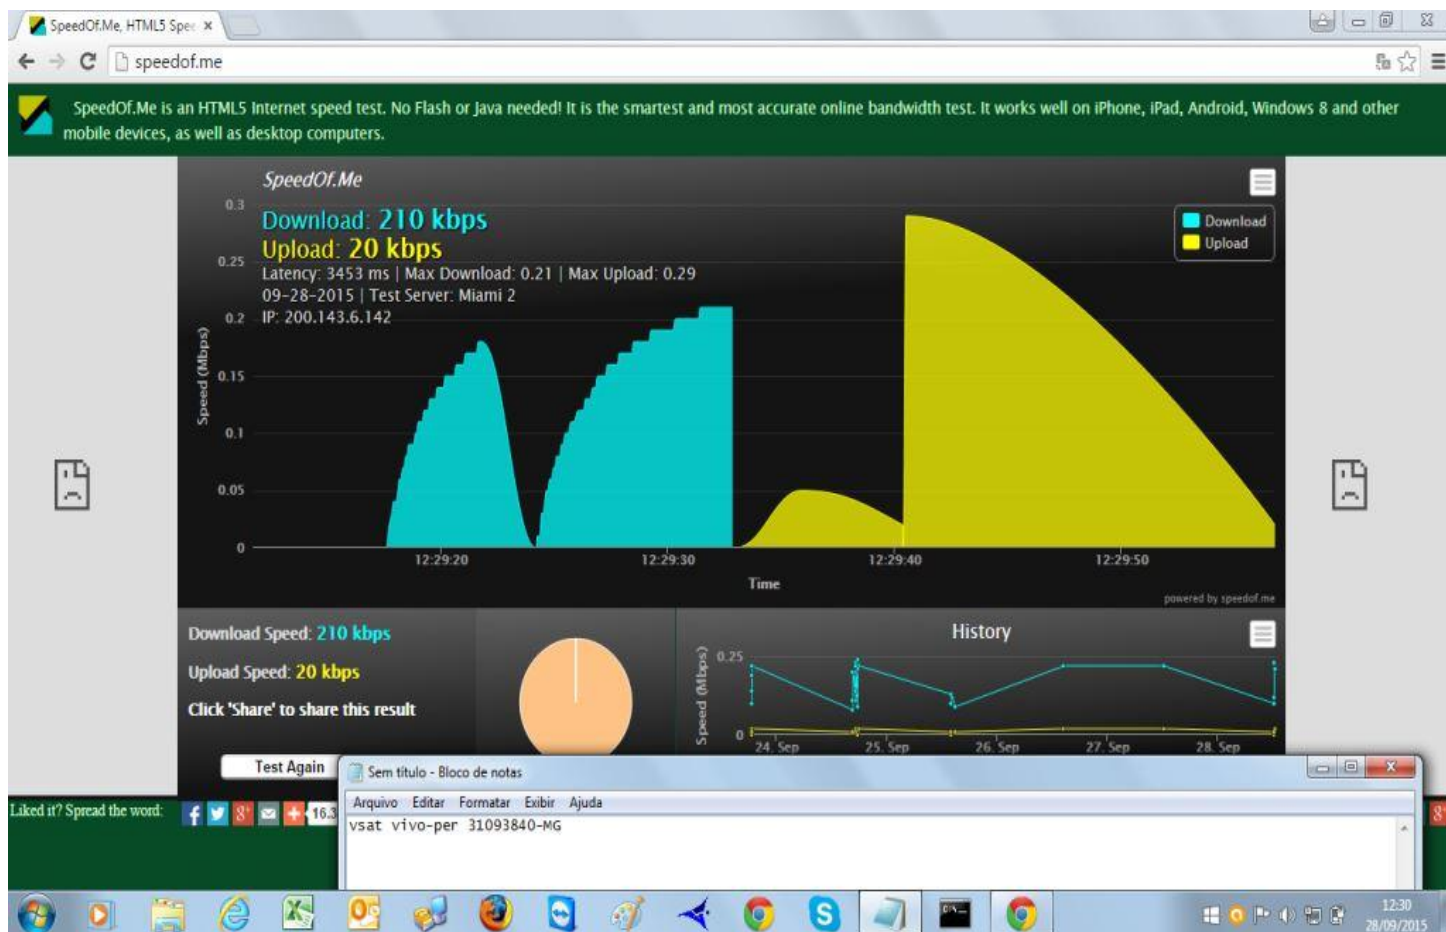 SpeedOf.Me, HTML5 Spee
speedof.me
SpeedOf.Me is an HTML5 Internet speed test. No Flash or Java needed! It is the smartest and most accurate online bandwidth test. It works well on iPhone, iPad, Android, Windows 8 and other
mobile devices, as well as desktop computers.
SpeedOf.Me
Download: 210 kbps
Upload: 20 kbps
Latency: 3453 ms | Max Download: 0.21 | Max Upload: 0.29
09-28-2015 | Test Server: Miami 2
IP: 200.143.6.142
Download
Upload
Speed (Mbps)
0.3
0.25
0.2
0.15
0.1
0.05
0
12:29:20 12:29:30 12:29:40 12:29:50
Time
powered by speedof.me
Download Speed: 210 kbps
Upload Speed: 20 kbps
Click 'Share' to share this result
Test Again
History
Speed (Mbps)
0.25
0
24. Sep 25. Sep 26. Sep 27. Sep 28. Sep
Liked it? Spread the word:
16.3
Sem título - Bloco de notas
Arquivo Editar Formatar Exibir Ajuda
vsat vivo-per 31093840-MG
12:30
28/09/2015